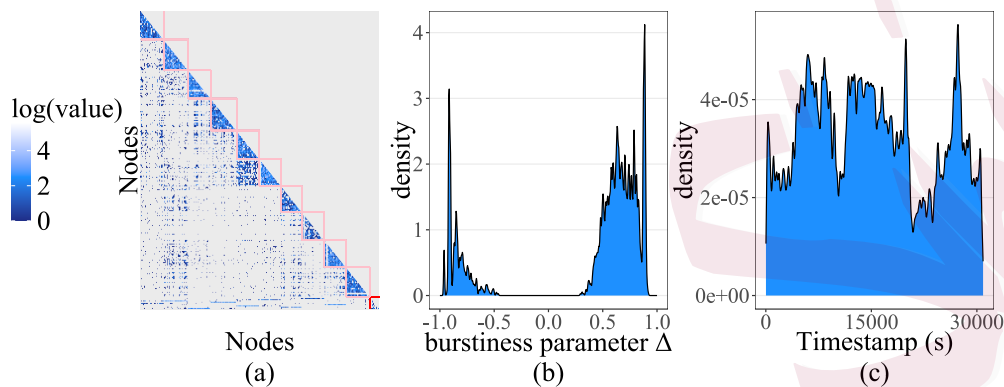 log(value)
4
2
0
Nodes
Nodes
(a)
density
4
3
2
1
0
-1.0 -0.5 0.0 0.5 1.0
burstiness parameter Δ
(b)
density
4e-05
2e-05
0e+00
0 15000 30000
Timestamp (s)
(c)